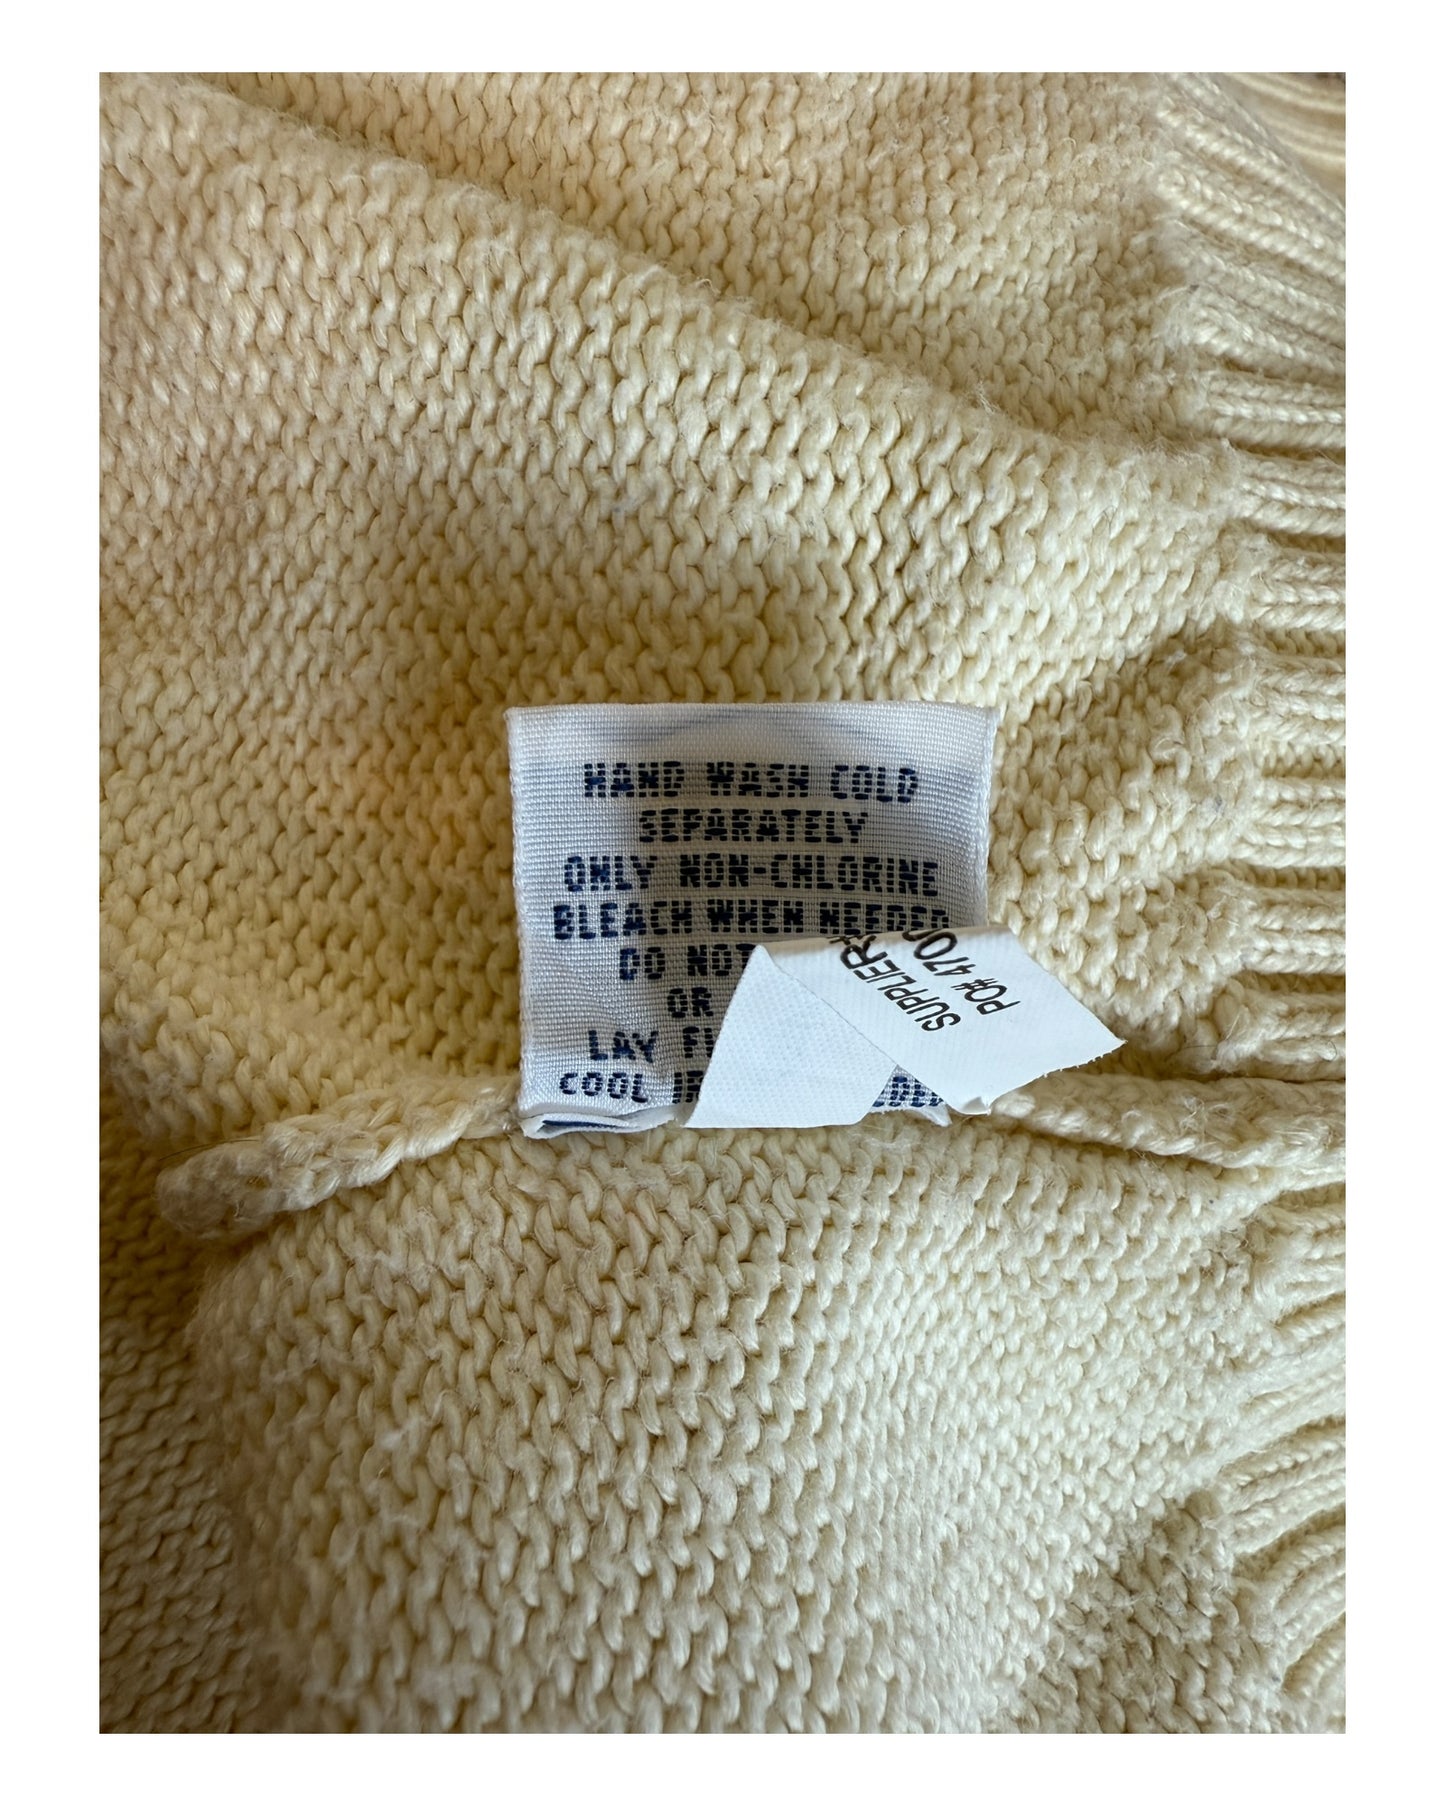 HAND WASH COLD
SEPARATELY
ONLY NON-CHLORINE
BLEACH WHEN NEEDED
DO NOT
OR
LAY
COOL
SUPPLIER#
PO# 470